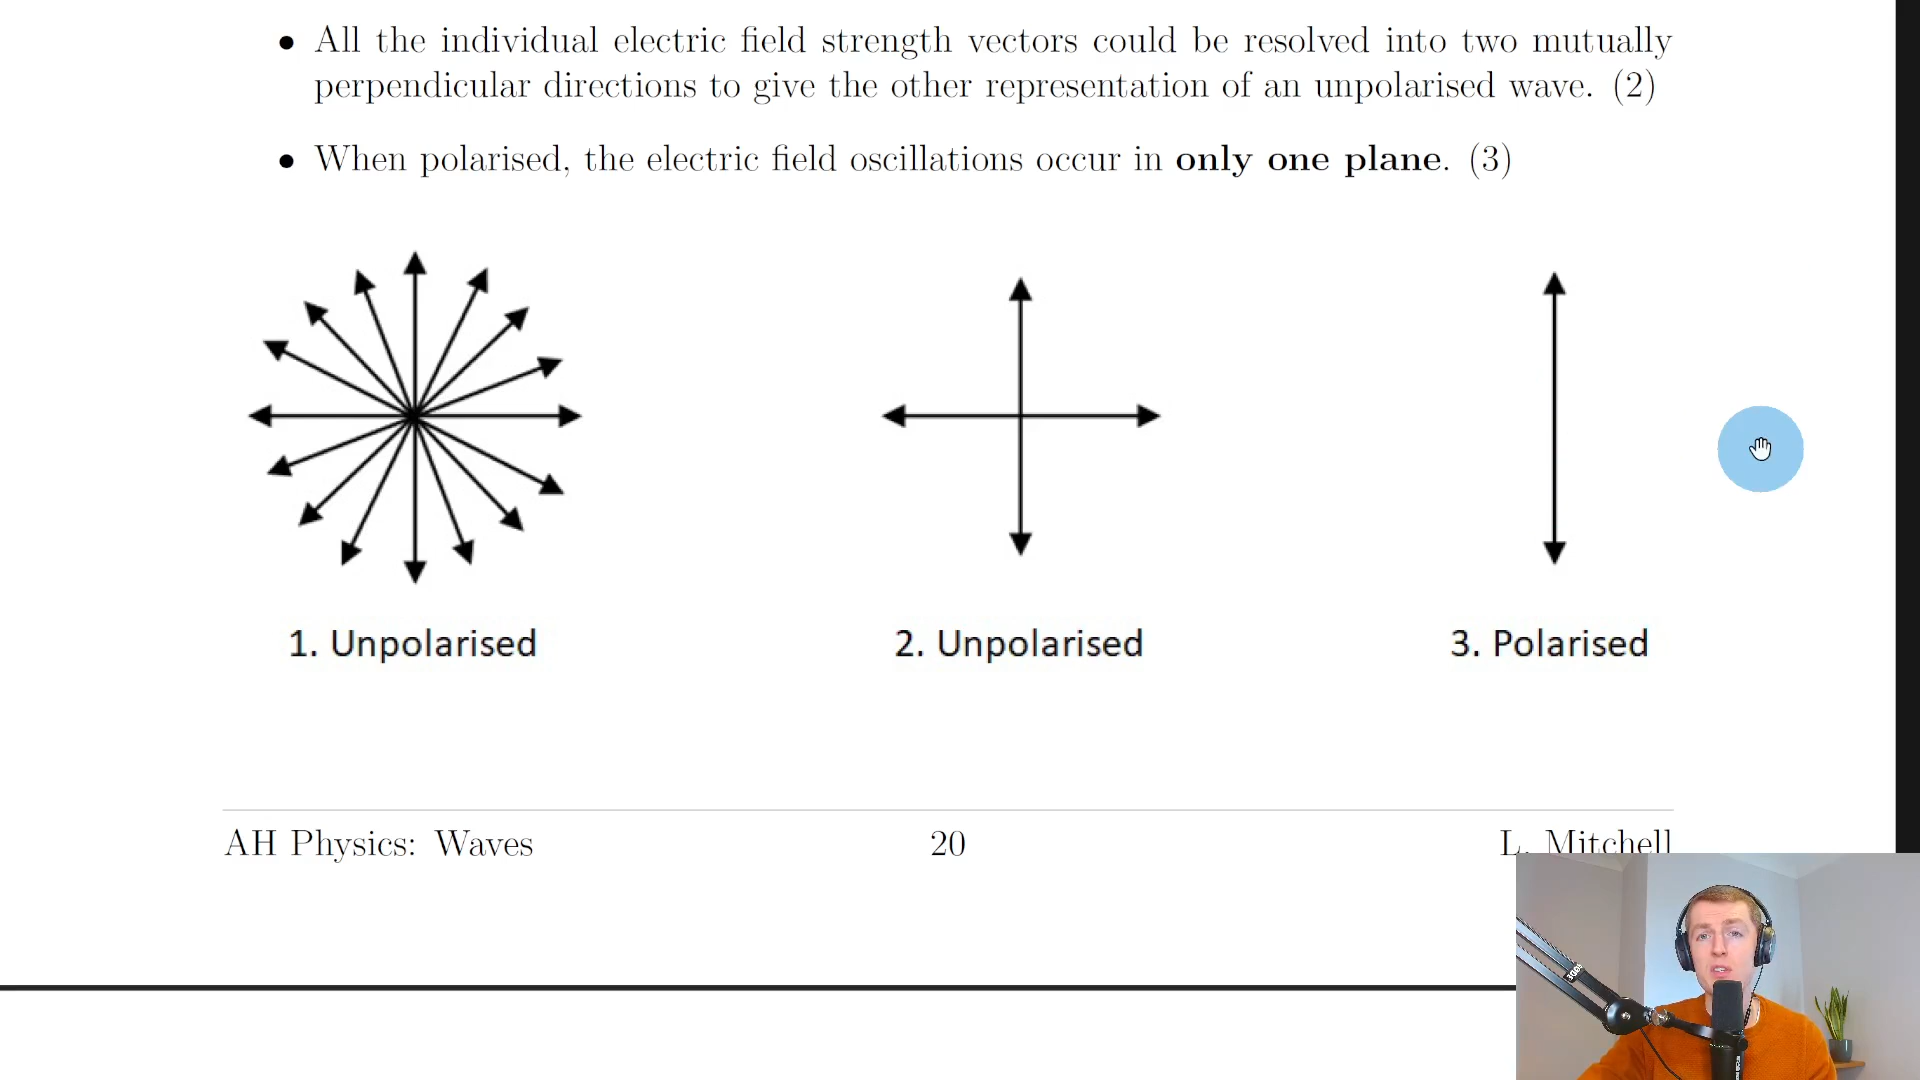 • All the individual electric field strength vectors could be resolved into two mutually
perpendicular directions to give the other representation of an unpolarised wave. (2)
• When polarised, the electric field oscillations occur in only one plane. (3)
1. Unpolarised
2. Unpolarised
3. Polarised
AH Physics: Waves
20
L. Mitchell